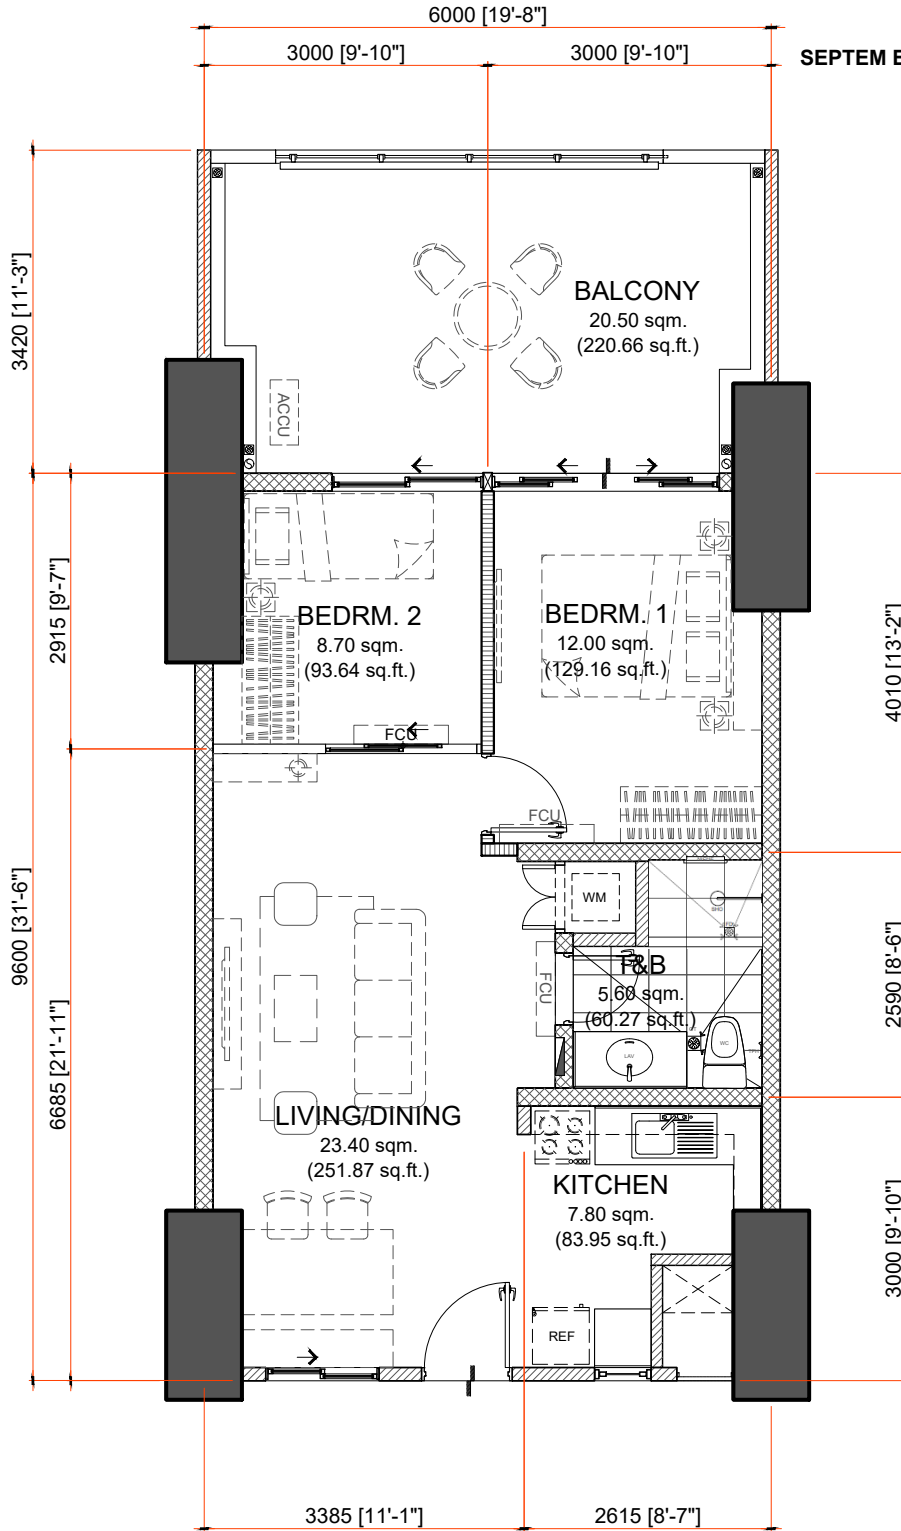 6000 [19'-8"]
3000 [9'-10"]
3000 [9'-10"]
SEPTEM
3420 [11'-3"]
BALCONY
20.50 sqm.
(220.66 sq.ft.)
ACCU
2915 [9'-7"]
BEDRM. 2
8.70 sqm.
(93.64 sq.ft.)
BEDRM. 1
12.00 sqm.
(129.16 sq.ft.)
4010 [13'-2"]
FCU
FCU
9600 [31'-6"]
6685 [21'-11"]
WM
FCU
T&B
5.60 sqm.
(60.27 sq.ft.)
2590 [8'-6"]
LAV
WC
LIVING/DINING
23.40 sqm.
(251.87 sq.ft.)
KITCHEN
7.80 sqm.
(83.95 sq.ft.)
3000 [9'-10"]
REF
3385 [11'-1"]
2615 [8'-7"]